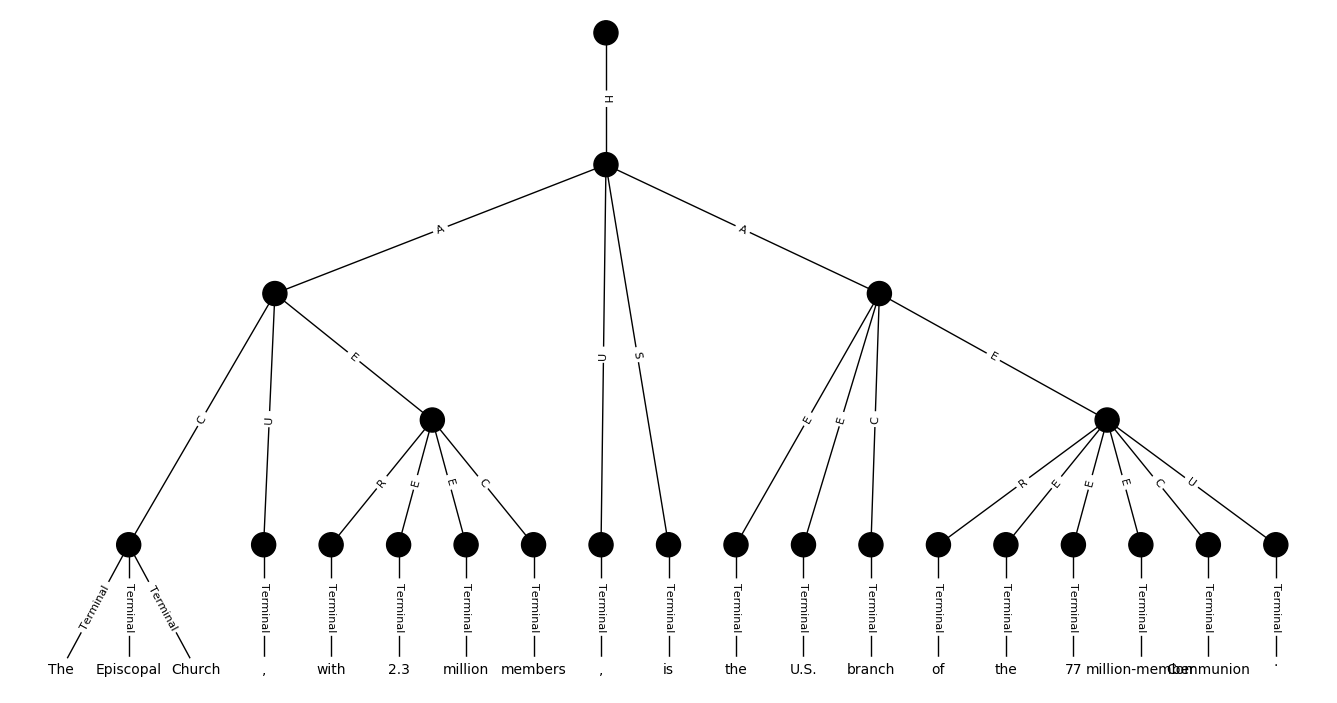 H
A A
U S
E E
C U E E C
R E E C R E E E C U
Terminal Terminal Terminal Terminal Terminal Terminal Terminal Terminal Terminal Terminal Terminal Terminal Terminal Terminal Terminal Terminal Terminal Terminal Terminal
The Episcopal Church , with 2.3 million members , is the U.S. branch of the 77 million-member Communion .